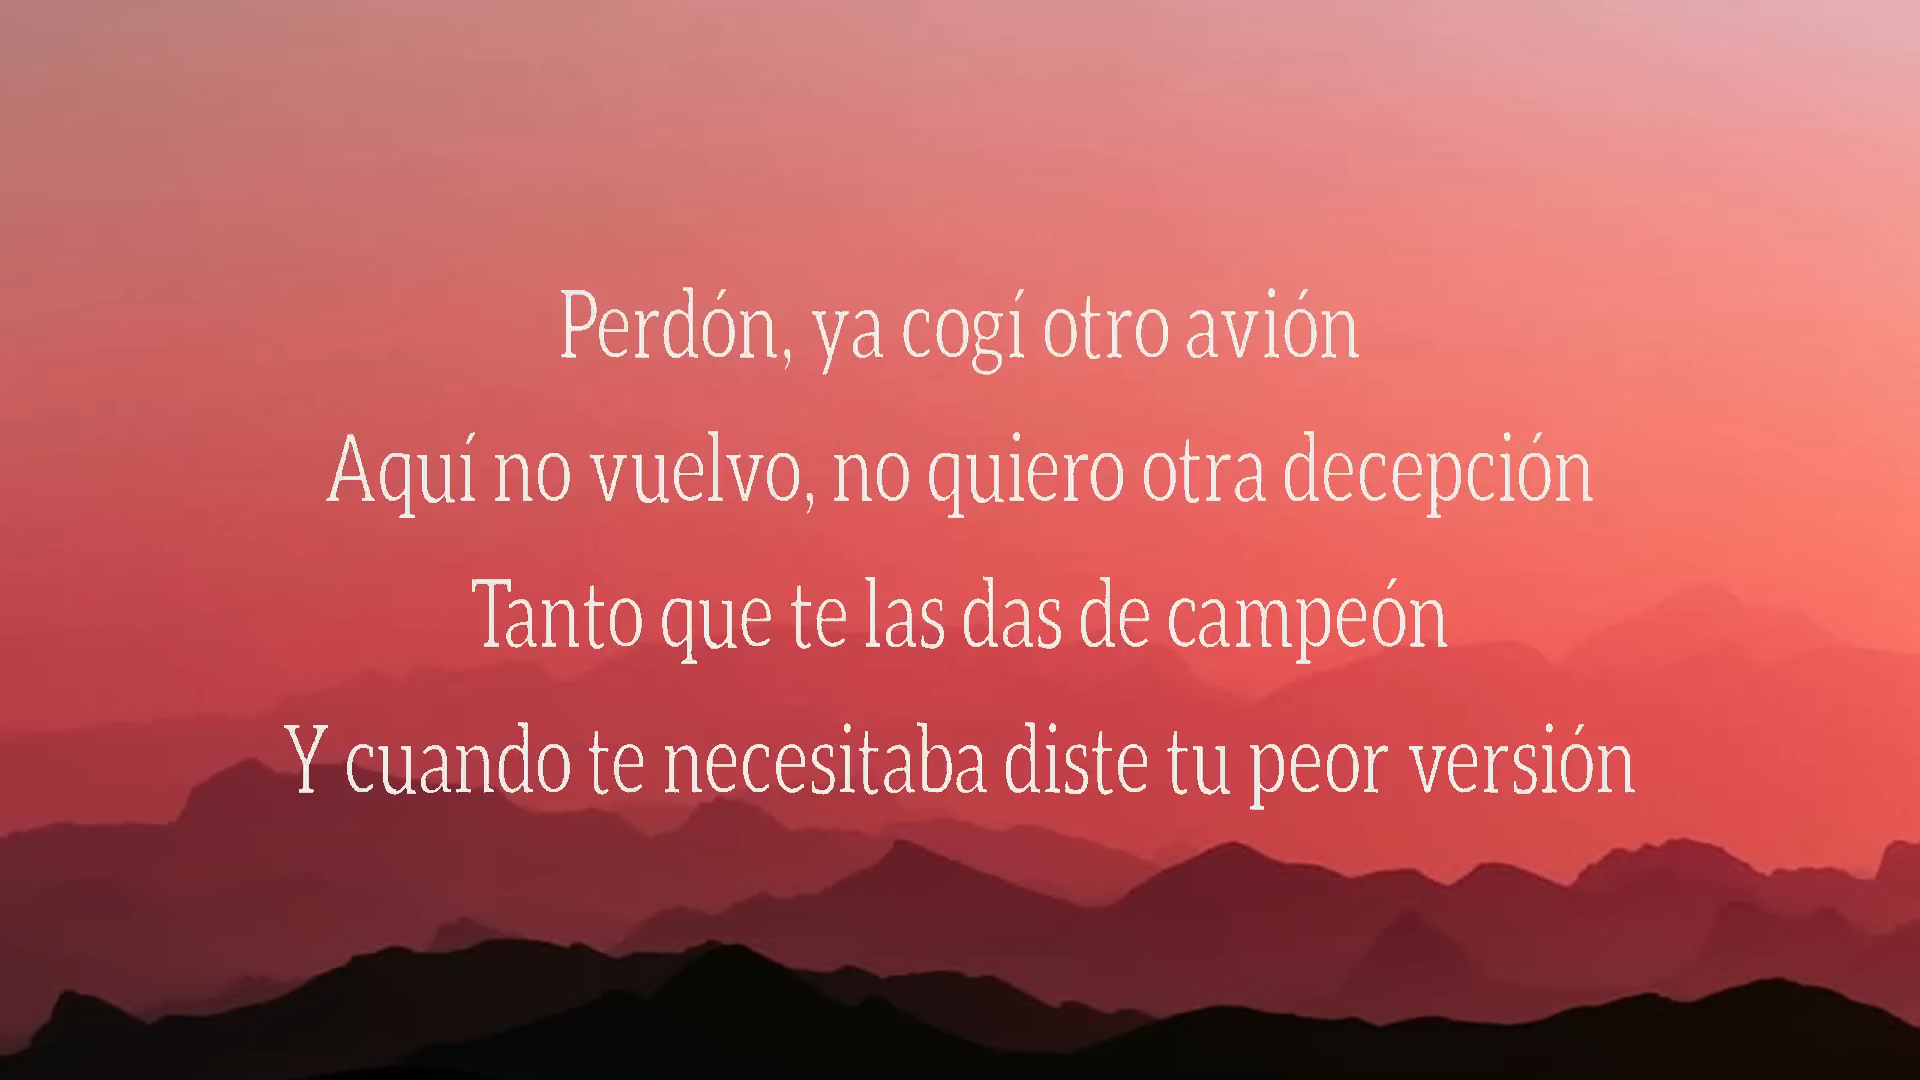 Perdón, ya cogí otro avión
Aquí no vuelvo, no quiero otra decepción
Tanto que te las das de campeón
Y cuando te necesitaba diste tu peor versión